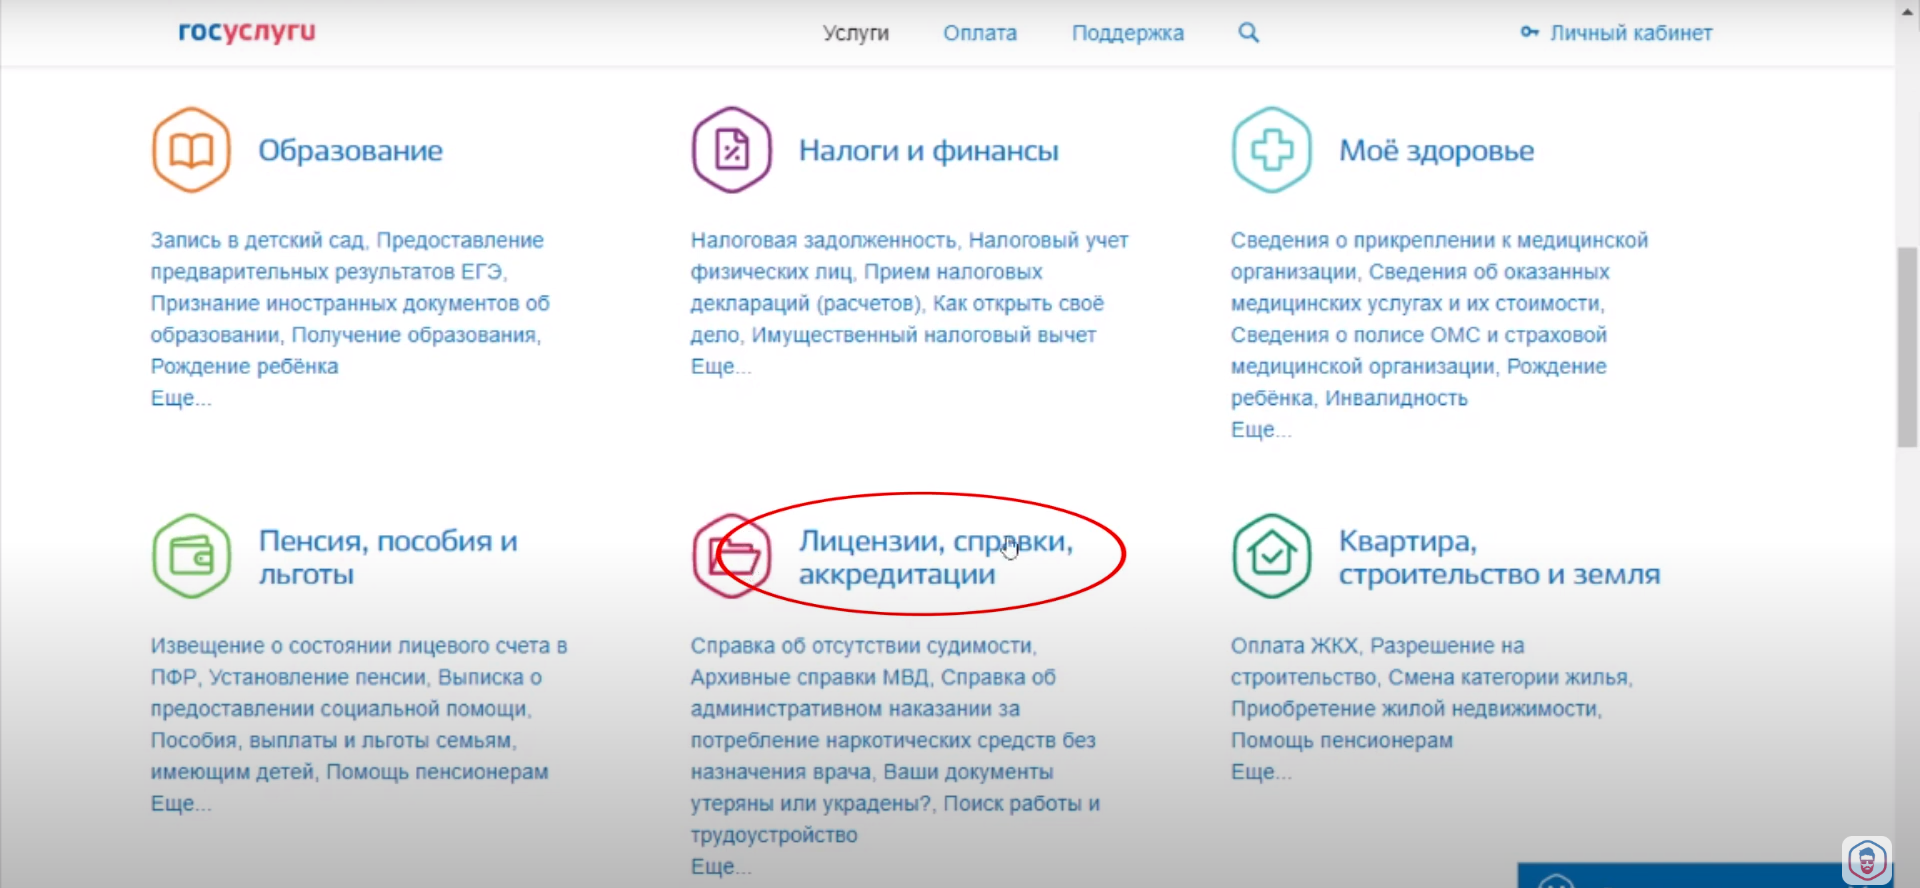 госуслуги
Услуги
Оплата
Поддержка
Личный кабинет
Образование
Запись в детский сад, Предоставление
предварительных результатов ЕГЭ,
Признание иностранных документов об
образовании, Получение образования,
Рождение ребёнка
Еще...
Налоги и финансы
Налоговая задолженность, Налоговый учет
физических лиц, Прием налоговых
деклараций (расчетов), Как открыть своё
дело, Имущественный налоговый вычет
Еще...
Моё здоровье
Сведения о прикреплении к медицинской
организации, Сведения об оказанных
медицинских услугах и их стоимости,
Сведения о полисе ОМС и страховой
медицинской организации, Рождение
ребёнка, Инвалидность
Еще...
Пенсия, пособия и
льготы
Извещение о состоянии лицевого счета в
ПФР, Установление пенсии, Выписка о
предоставлении социальной помощи,
Пособия, выплаты и льготы семьям,
имеющим детей, Помощь пенсионерам
Еще...
Лицензии, справки,
аккредитации
Справка об отсутствии судимости,
Архивные справки МВД, Справка об
административном наказании за
потребление наркотических средств без
назначения врача, Ваши документы
утеряны или украдены?, Поиск работы и
трудоустройство
Еще...
Квартира,
строительство и земля
Оплата ЖКХ, Разрешение на
строительство, Смена категории жилья,
Приобретение жилой недвижимости,
Помощь пенсионерам
Еще...